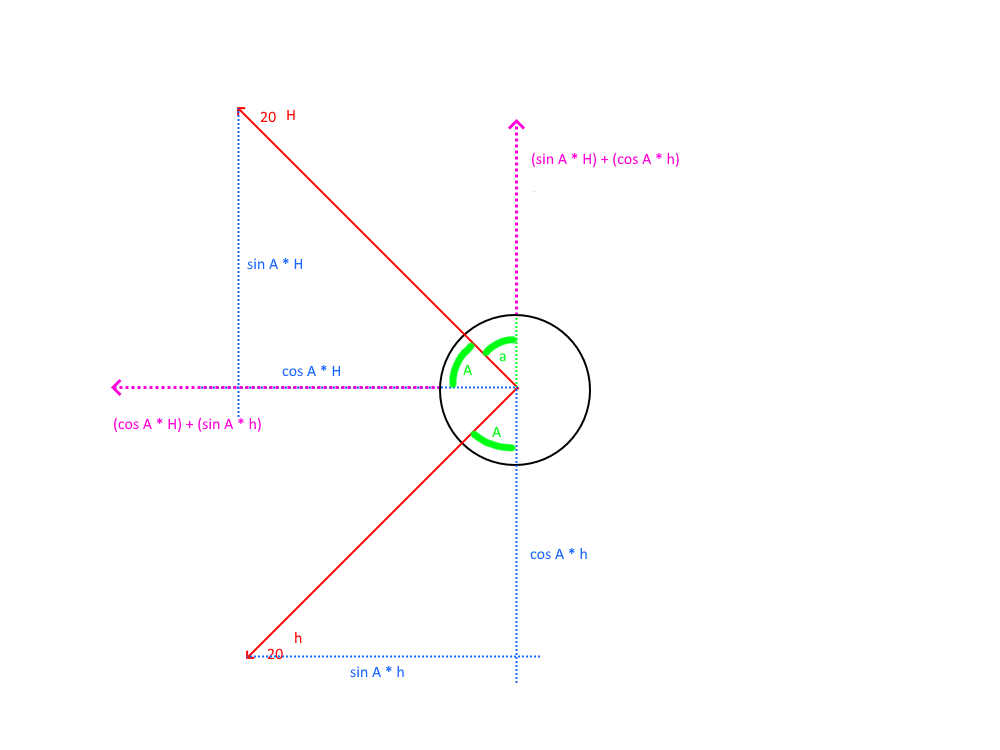 20 H
(sin A * H) + (cos A * h)
sin A * H
a
A
cos A * H
(cos A * H) + (sin A * h)
A
cos A * h
h
20
sin A * h